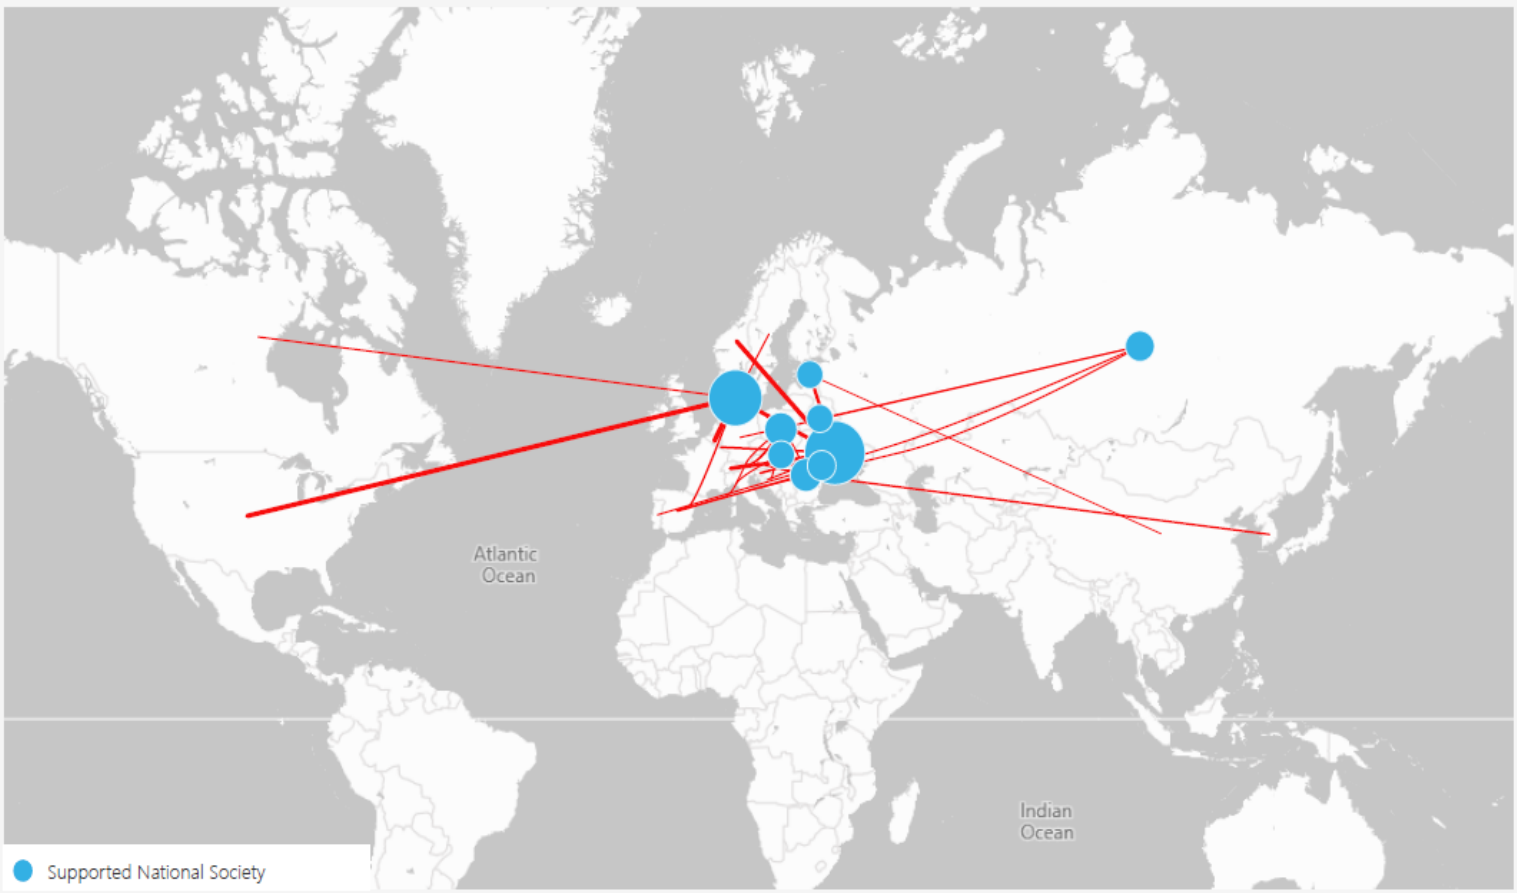 Atlantic
Ocean
Indian
Ocean
Supported National Society